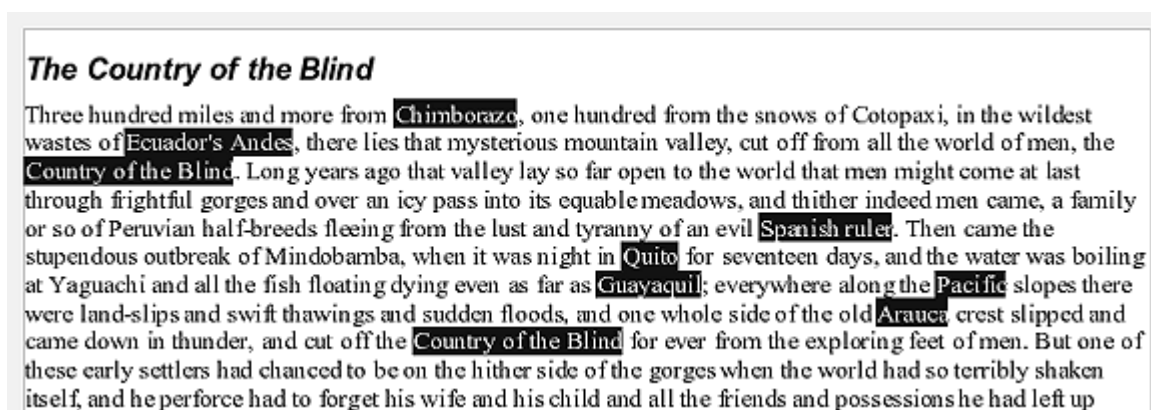 The Country of the Blind
Three hundred miles and more from Chimborazo, one hundred from the snows of Cotopaxi, in the wildest
wastes of Ecuador's Andes, there lies that mysterious mountain valley, cut off from all the world of men, the
Country of the Blind. Long years ago that valley lay so far open to the world that men might come at last
through frightful gorges and over an icy pass into its equable meadows, and thither indeed men came, a family
or so of Peruvian half-breeds fleeing from the lust and tyranny of an evil Spanish ruler. Then came the
stupendous outbreak of Mindobamba, when it was night in Quito for seventeen days, and the water was boiling
at Yaguachi and all the fish floating dying even as far as Guayaquil; everywhere along the Pacific slopes there
were land-slips and swift thawings and sudden floods, and one whole side of the old Arauca crest slipped and
came down in thunder, and cut off the Country of the Blind for ever from the exploring feet of men. But one of
these early settlers had chanced to be on the hither side of the gorges when the world had so terribly shaken
itself, and he perforce had to forget his wife and his child and all the friends and possessions he had left up